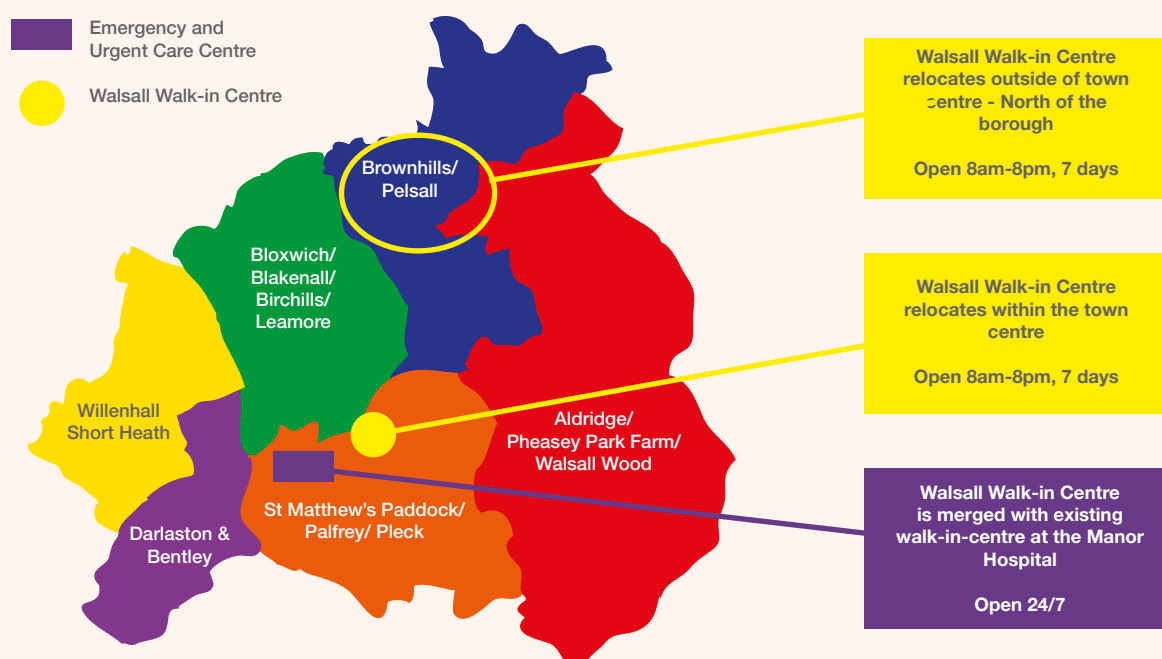 Emergency and
Urgent Care Centre
Walsall Walk-in Centre
Brownhills/
Pelsall
Bloxwich/
Blakenall/
Birchills/
Leamore
Willenhall
Short Heath
Darlaston &
Bentley
St Matthew's Paddock/
Palfrey/ Pleck
Aldridge/
Pheasey Park Farm/
Walsall Wood
Walsall Walk-in Centre
relocates outside of town
centre - North of the
borough
Open 8am-8pm, 7 days
Walsall Walk-in Centre
relocates within the town
centre
Open 8am-8pm, 7 days
Walsall Walk-in Centre
is merged with existing
walk-in-centre at the Manor
Hospital
Open 24/7